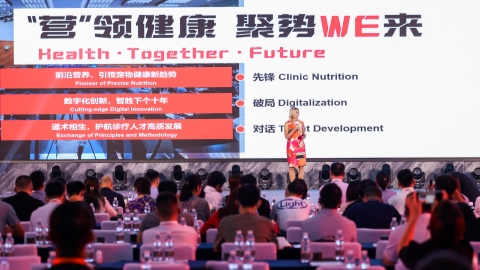 “营”领健康 聚势WE来
Health·Together·Future
前沿营养，引领宠物健康新趋势
Pioneer of Precise Nutrition
数字化创新，智胜下个十年
Cutting-edge Digital Innovation
道术相生，护航诊疗人才高质发展
Exchange of Principles and Methodology
先锋 Clinic Nutrition
破局 Digitalization
对话 T nt Development
Light